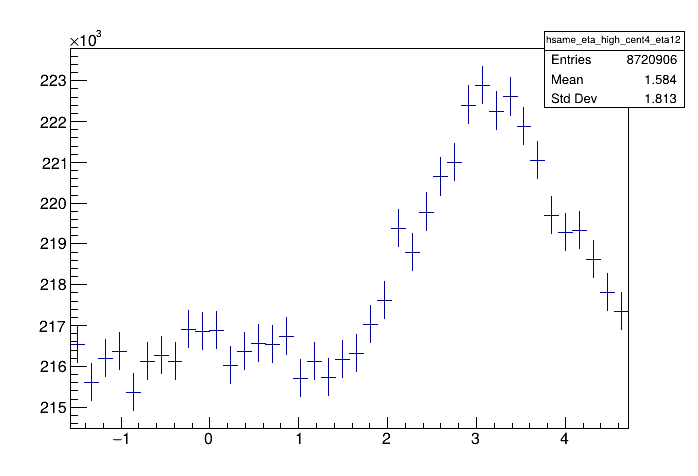 ×10³
hsame_eta_high_cent4_eta12
Entries 8720906
Mean 1.584
Std Dev 1.813
223
222
221
220
219
218
217
216
215
−1 0 1 2 3 4